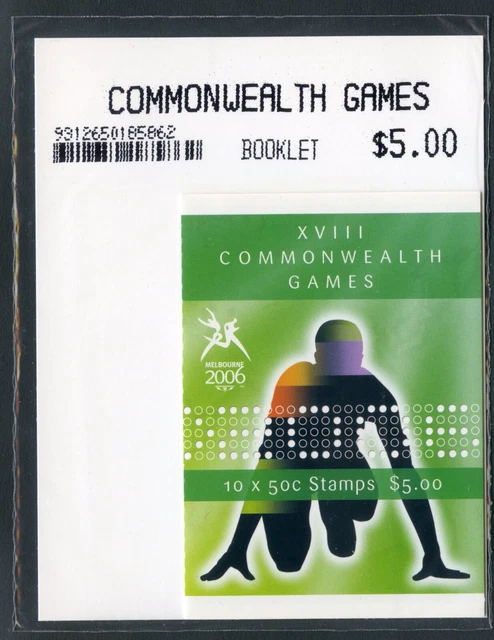 COMMONWEALTH GAMES
9312650185862
BOOKLET $5.00
XVIII
COMMONWEALTH
GAMES
MELBOURNE
2006
10 x 50c Stamps $5.00